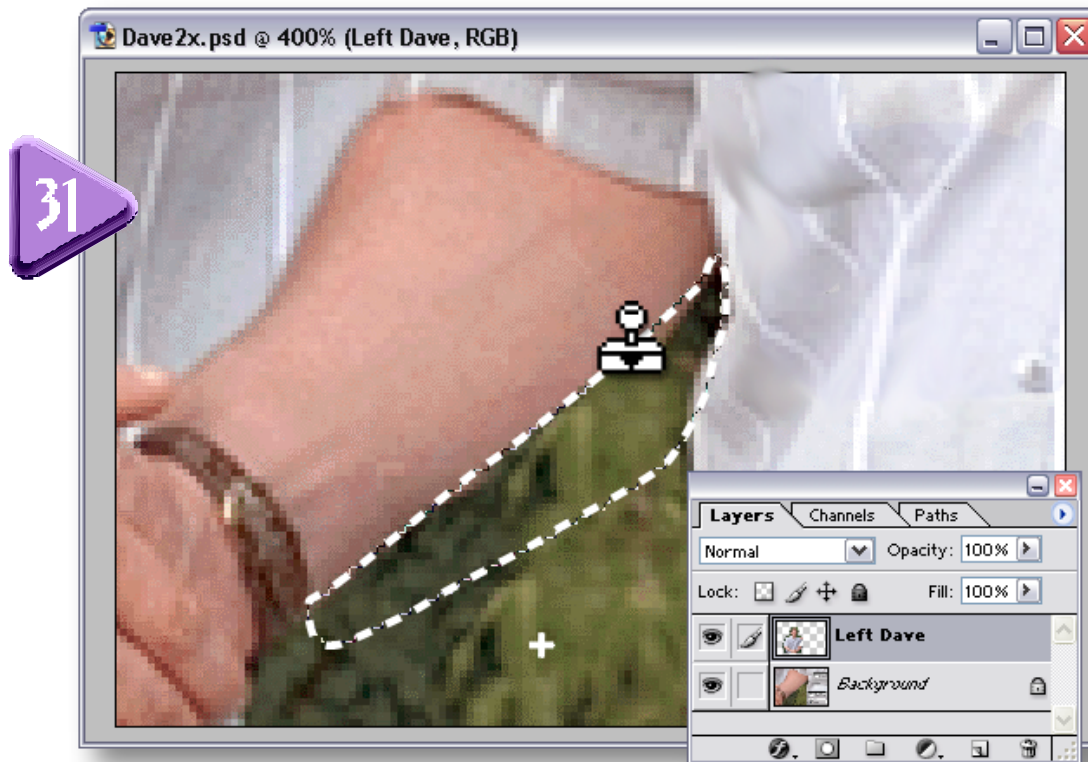 Dave2x.psd @ 400% (Left Dave, RGB)
31
Layers Channels Paths
Normal Opacity: 100%
Lock: Fill: 100%
Left Dave
Background